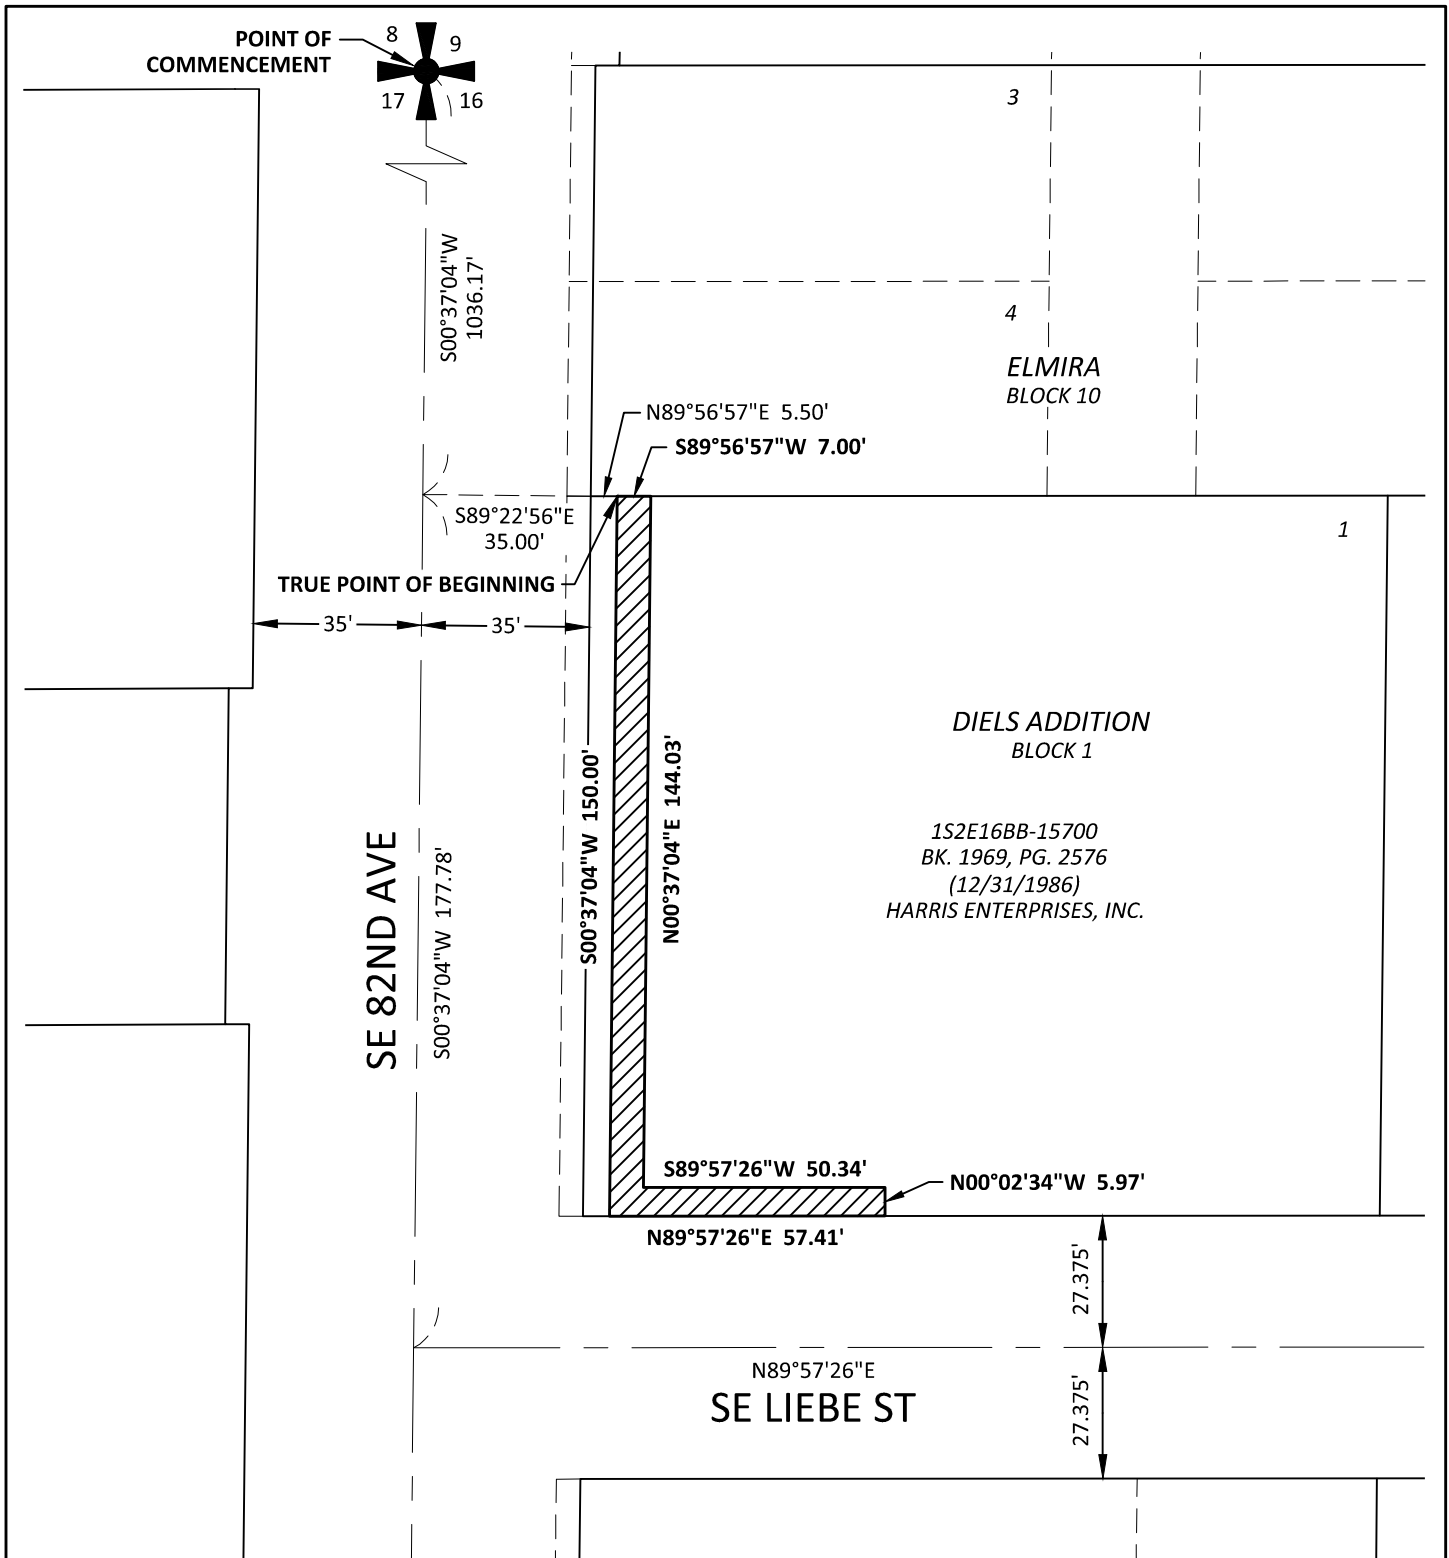 POINT OF
COMMENCEMENT
8
9
17
16
3
S00°37'04"W
1036.17'
4
ELMIRA
BLOCK 10
N89°56'57"E 5.50'
S89°56'57"W 7.00'
S89°22'56"E
35.00'
1
TRUE POINT OF BEGINNING
35'
35'
DIELS ADDITION
BLOCK 1
S00°37'04"W 150.00'
N00°37'04"E 144.03'
1S2E16BB-15700
BK. 1969, PG. 2576
(12/31/1986)
HARRIS ENTERPRISES, INC.
SE 82ND AVE
S00°37'04"W 177.78'
S89°57'26"W 50.34'
N00°02'34"W 5.97'
N89°57'26"E 57.41'
27.375'
N89°57'26"E
SE LIEBE ST
27.375'